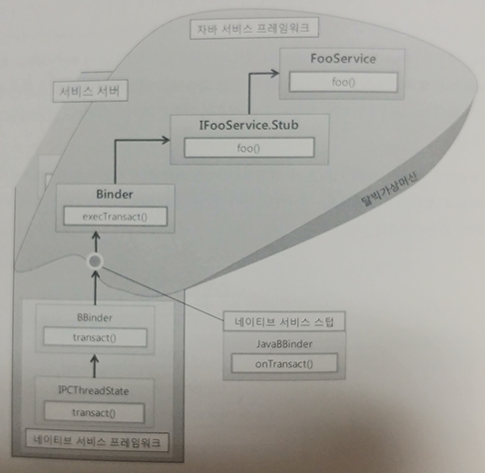 자바 서비스 프레임워크
FooService
foo()
서비스 서버
IFooService.Stub
foo()
Binder
execTransact()
달빅가상머신
BBinder
transact()
네이티브 서비스 스텁
JavaBBinder
onTransact()
IPCThreadState
transact()
네이티브 서비스 프레임워크